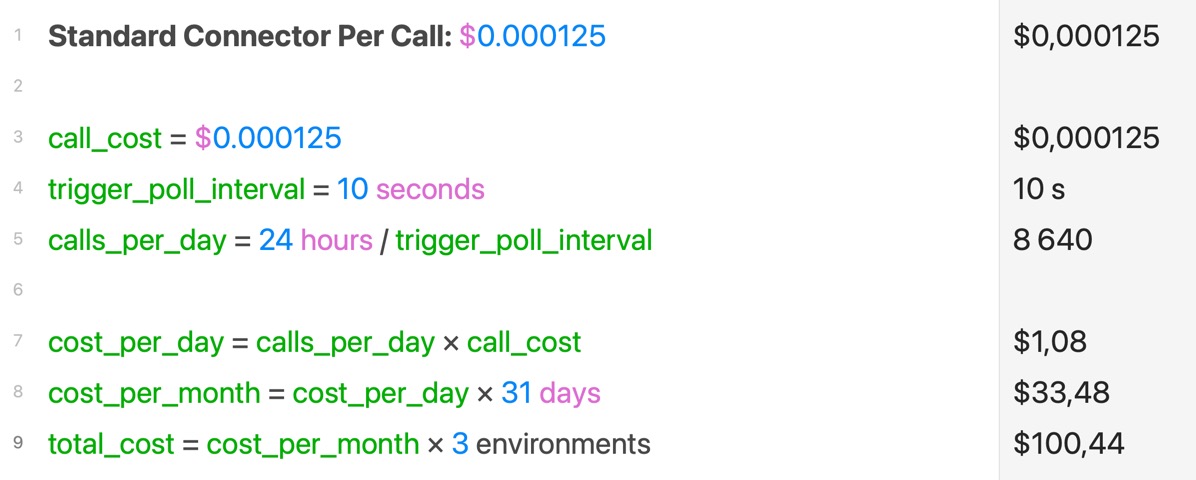 1 Standard Connector Per Call: $0.000125 $0,000125
2
3 call_cost = $0.000125 $0,000125
4 trigger_poll_interval = 10 seconds 10 s
5 calls_per_day = 24 hours / trigger_poll_interval 8 640
6
7 cost_per_day = calls_per_day × call_cost $1,08
8 cost_per_month = cost_per_day × 31 days $33,48
9 total_cost = cost_per_month × 3 environments $100,44